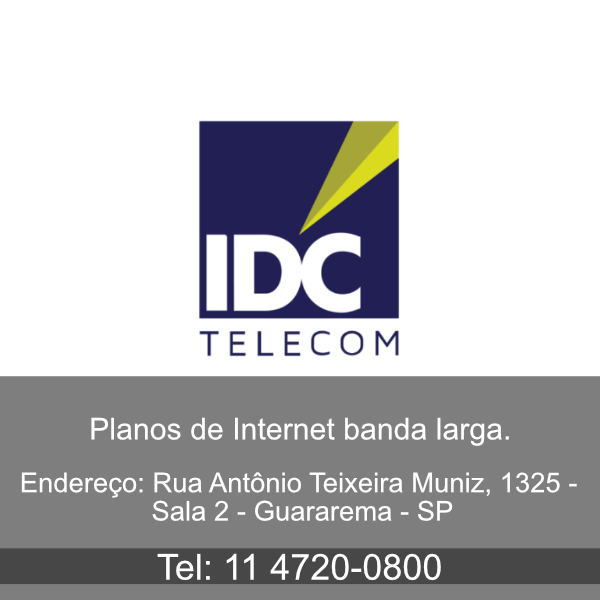 IDC
TELECOM
Planos de Internet banda larga.
Endereço: Rua Antônio Teixeira Muniz, 1325 -
Sala 2 - Guararema - SP
Tel: 11 4720-0800